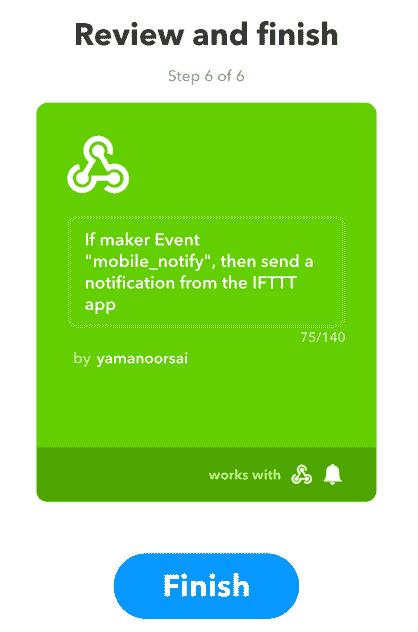 Review and finish
Step 6 of 6
If maker Event
"mobile_notify", then send a
notification from the IFTTT
app
75/140
by yamanoorsai
works with
Finish